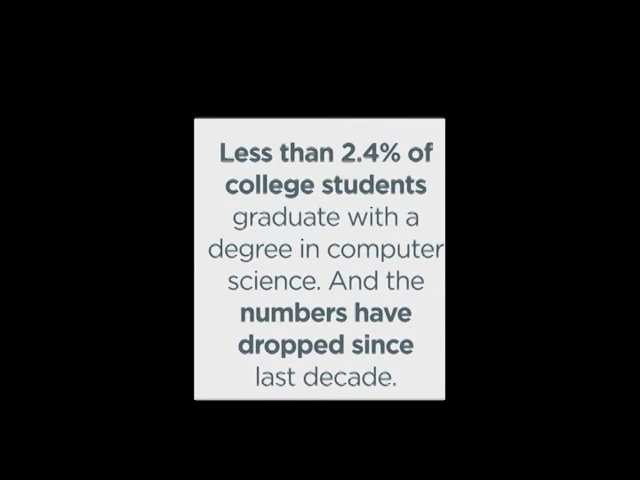 Less than 2.4% of
college students
graduate with a
degree in computer
science. And the
numbers have
dropped since
last decade.